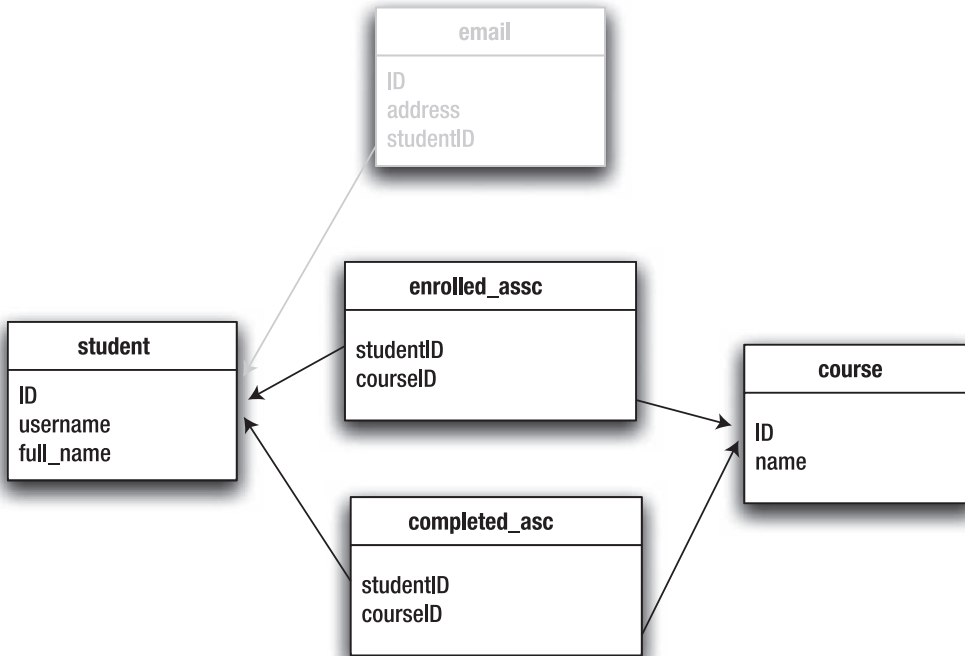 email
ID
address
studentID
enrolled_assc
studentID
courseID
student
ID
username
full_name
course
ID
name
completed_asc
studentID
courseID